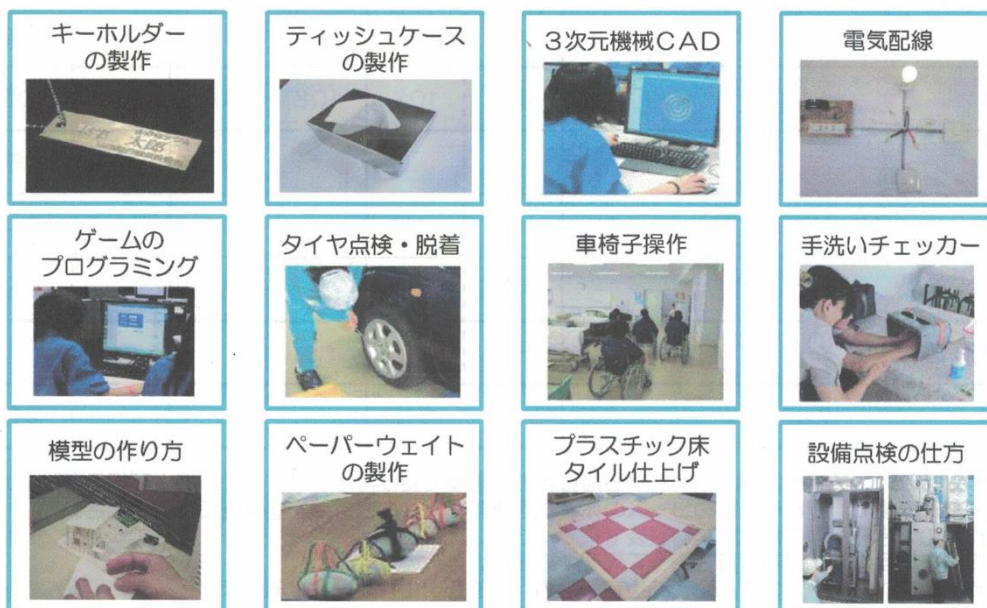 キーホルダー
の製作
ティッシュケース
の製作
3次元機械CAD
電気配線
太郎
ゲームの
プログラミング
タイヤ点検・脱着
車椅子操作
手洗いチェッカー
模型の作り方
ペーパーウェイト
の製作
プラスチック床
タイル仕上げ
設備点検の仕方